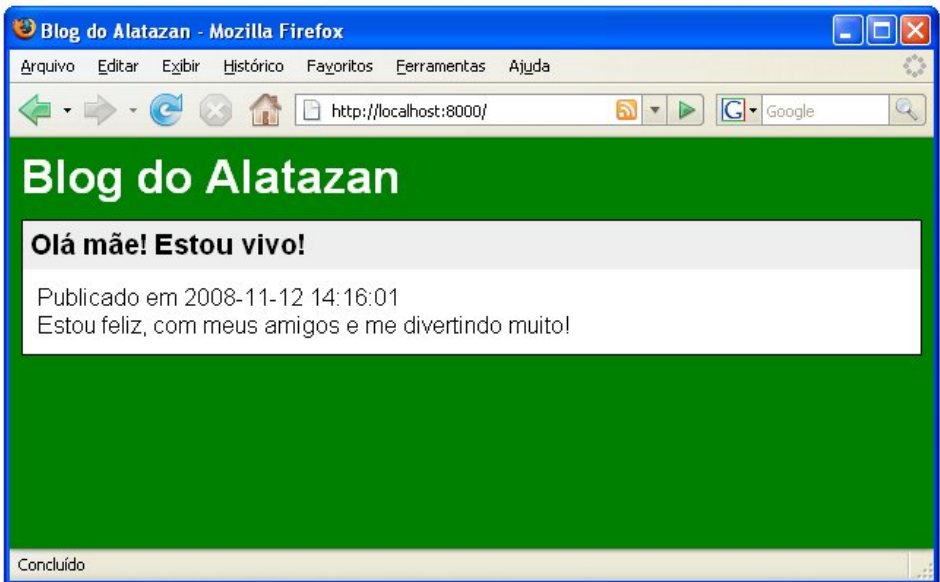 Blog do Alatazan - Mozilla Firefox
Arquivo Editar Exibir Histórico Favoritos Ferramentas Ajuda
http://localhost:8000/ G Google
Blog do Alatazan
Olá mãe! Estou vivo!
Publicado em 2008-11-12 14:16:01
Estou feliz, com meus amigos e me divertindo muito!
Concluído